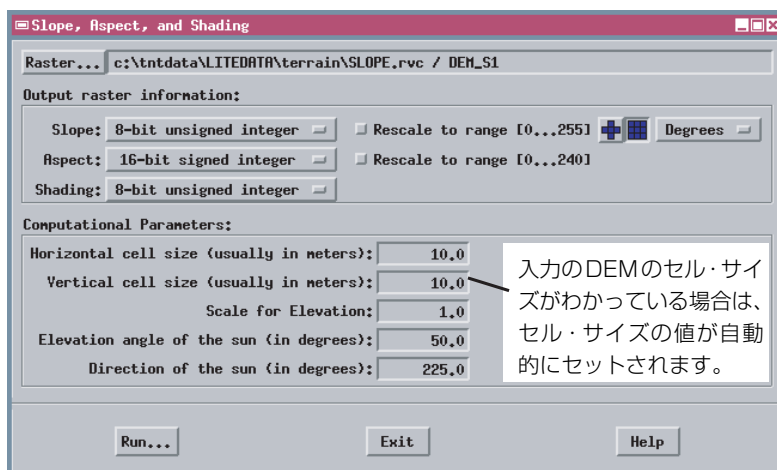 Slope, Aspect, and Shading
Raster... c:\tntdata\LITEDATA\terrain\SLOPE.rvc / DEM_S1
Output raster information:
Slope: 8-bit unsigned integer Rescale to range [0...255] Degrees
Aspect: 16-bit signed integer Rescale to range [0...240]
Shading: 8-bit unsigned integer
Computational Parameters:
Horizontal cell size (usually in meters): 10.0
Vertical cell size (usually in meters): 10.0
Scale for Elevation: 1.0
Elevation angle of the sun (in degrees): 50.0
Direction of the sun (in degrees): 225.0
入力のDEMのセル・サイ
ズがわかっている場合は、
セル・サイズの値が自動
的にセットされます。
Run... Exit Help